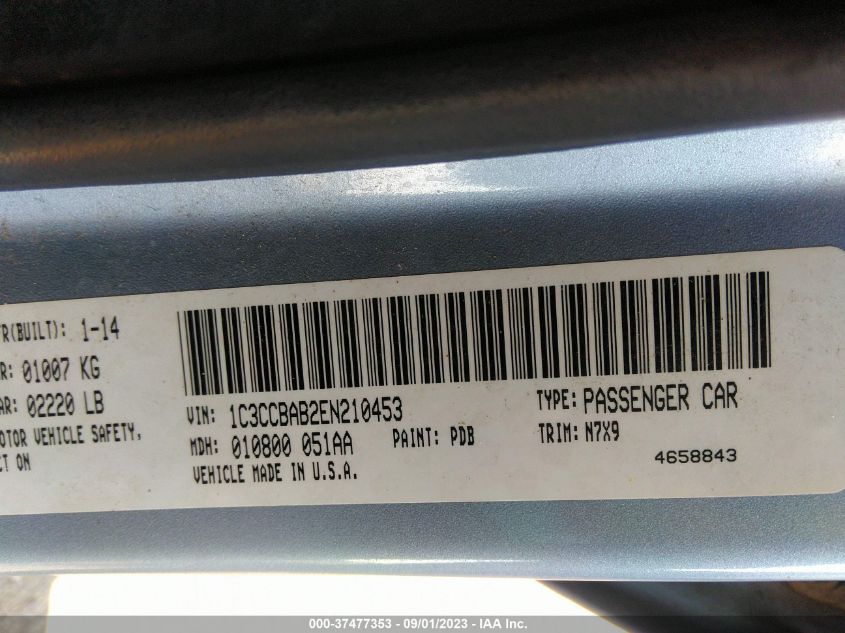 TR(BUILT): 1-14
R: 01007 KG
AR: 02220 LB
OTOR VEHICLE SAFETY,
CT ON
VIN: 1C3CCBAB2EN210453
TYPE: PASSENGER CAR
MDH: 010800 051AA
PAINT: PDB
TRIM: N7X9
VEHICLE MADE IN U.S.A.
4658843
000-37477353 - 09/01/2023 - IAA Inc.